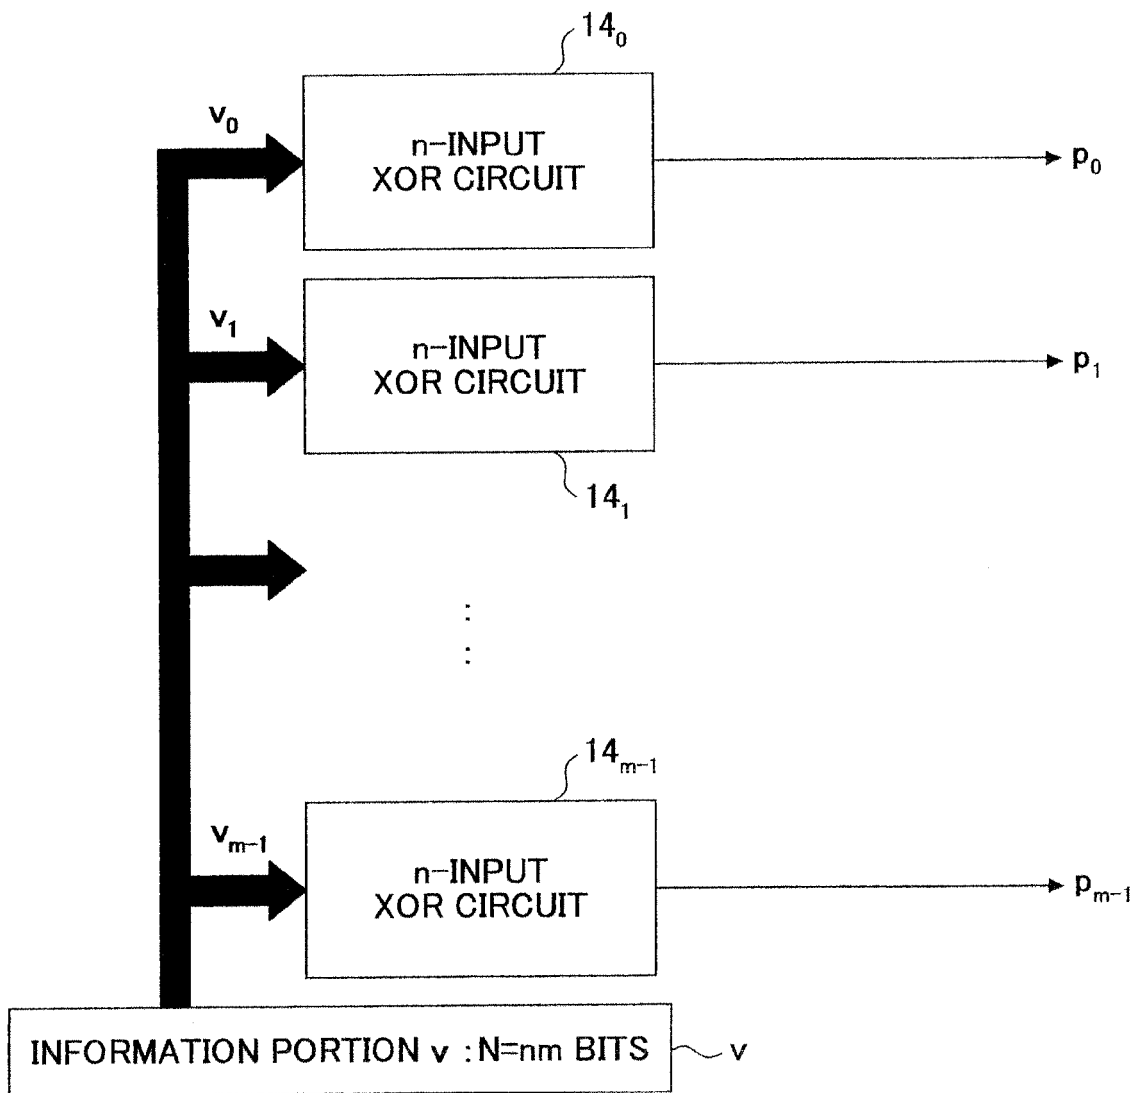 14₀
v₀
n-INPUT
XOR CIRCUIT
p₀
v₁
n-INPUT
XOR CIRCUIT
p₁
14₁
14ₘ₋₁
vₘ₋₁
n-INPUT
XOR CIRCUIT
pₘ₋₁
INFORMATION PORTION v : N=nm BITS
v